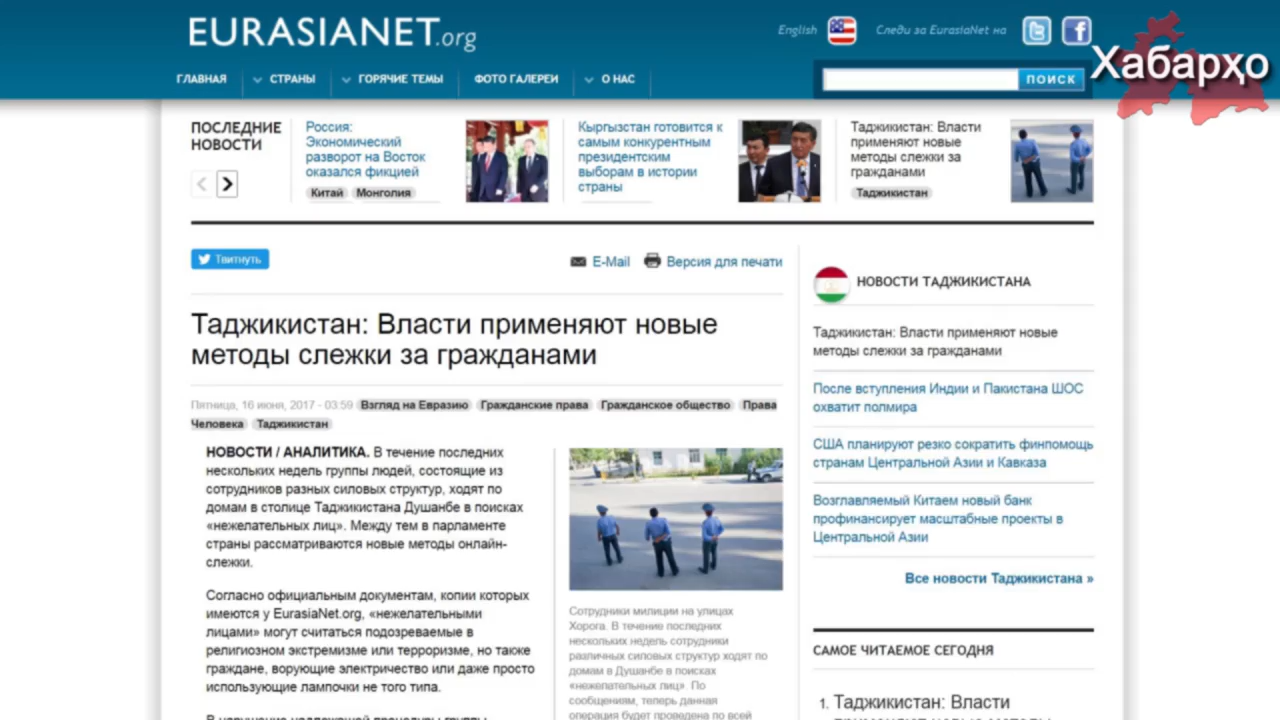 EURASIANET.org
English
Следи за EurasiaNet на
Хабарҳо
ГЛАВНАЯ
СТРАНЫ
ГОРЯЧИЕ ТЕМЫ
ФОТО ГАЛЕРЕИ
О НАС
ПОИСК
ПОСЛЕДНИЕ
НОВОСТИ
Россия:
Экономический
разворот на Восток
оказался фикцией
Китай Монголия
Кыргызстан готовится к
самым конкурентным
президентским
выборам в истории
страны
Таджикистан: Власти
применяют новые
методы слежки за
гражданами
Таджикистан
Твитнуть
E-Mail
Версия для печати
Таджикистан: Власти применяют новые
методы слежки за гражданами
Пятница, 16 июня, 2017 - 03:59 Взгляд на Евразию Гражданские права Гражданское общество Права
Человека Таджикистан
НОВОСТИ / АНАЛИТИКА. В течение последних
нескольких недель группы людей, состоящие из
сотрудников разных силовых структур, ходят по
домам в столице Таджикистана Душанбе в поисках
«нежелательных лиц». Между тем в парламенте
страны рассматриваются новые методы онлайн-
слежки.
Согласно официальным документам, копии которых
имеются у EurasiaNet.org, «нежелательными
лицами» могут считаться подозреваемые в
религиозном экстремизме или терроризме, но также
граждане, ворующие электричество или даже просто
использующие лампочки не того типа.
В нарушение надлежащей процедуры группы
Сотрудники милиции на улицах
Хорога. В течение последних
нескольких недель сотрудники
различных силовых структур ходят по
домам в Душанбе в поисках
«нежелательных лиц». По
сообщениям, теперь данная
операция будет проведена по всей
НОВОСТИ ТАДЖИКИСТАНА
Таджикистан: Власти применяют новые
методы слежки за гражданами
После вступления Индии и Пакистана ШОС
охватит полмира
США планируют резко сократить финпомощь
странам Центральной Азии и Кавказа
Возглавляемый Китаем новый банк
профинансирует масштабные проекты в
Центральной Азии
Все новости Таджикистана »
САМОЕ ЧИТАЕМОЕ СЕГОДНЯ
1. Таджикистан: Власти
применяют новые методы